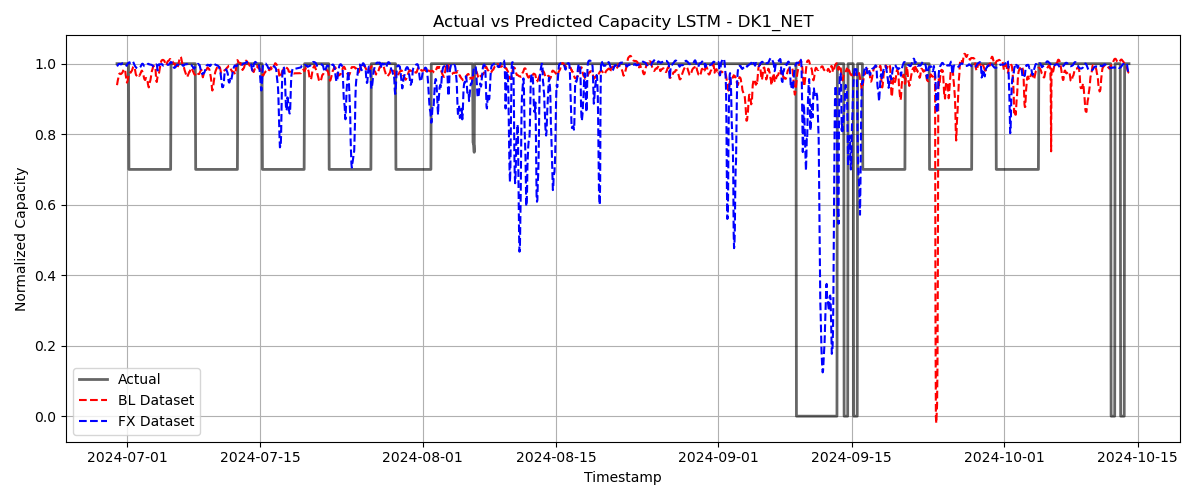 Actual vs Predicted Capacity LSTM - DK1_NET
Normalized Capacity
1.0
0.8
0.6
0.4
0.2
0.0
Actual
BL Dataset
FX Dataset
2024-07-01 2024-07-15 2024-08-01 2024-08-15 2024-09-01 2024-09-15 2024-10-01 2024-10-15
Timestamp